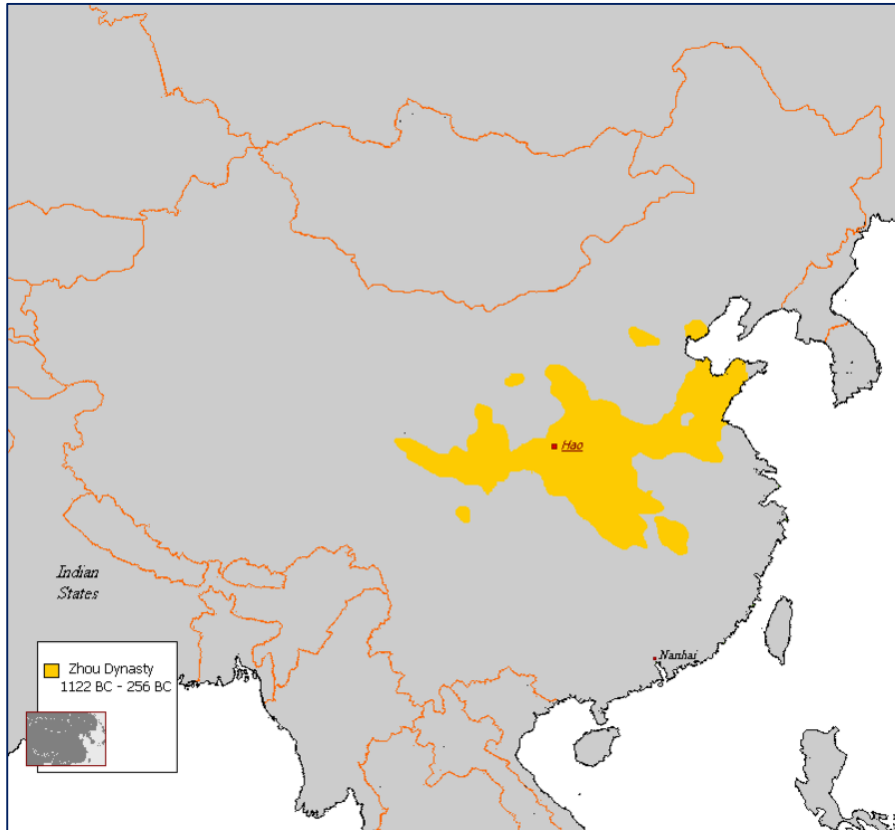 Hao
Indian
States
Nanhai
Zhou Dynasty
1122 BC - 256 BC